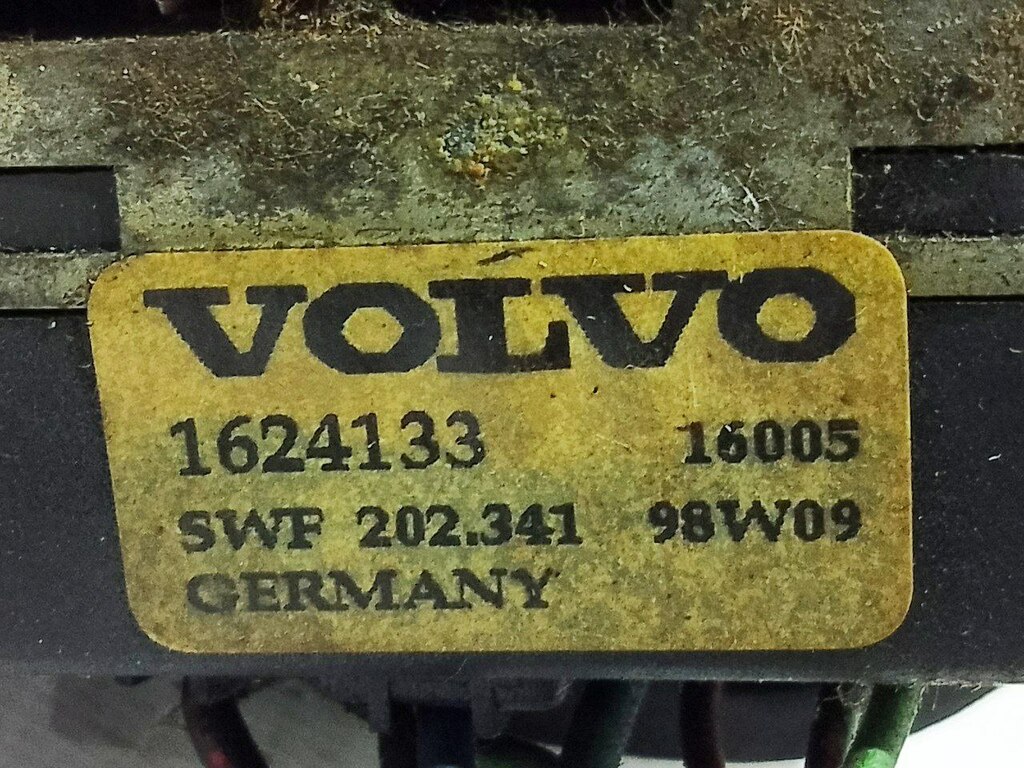 VOLVO
1624133 16005
SWF 202.341 98W09
GERMANY